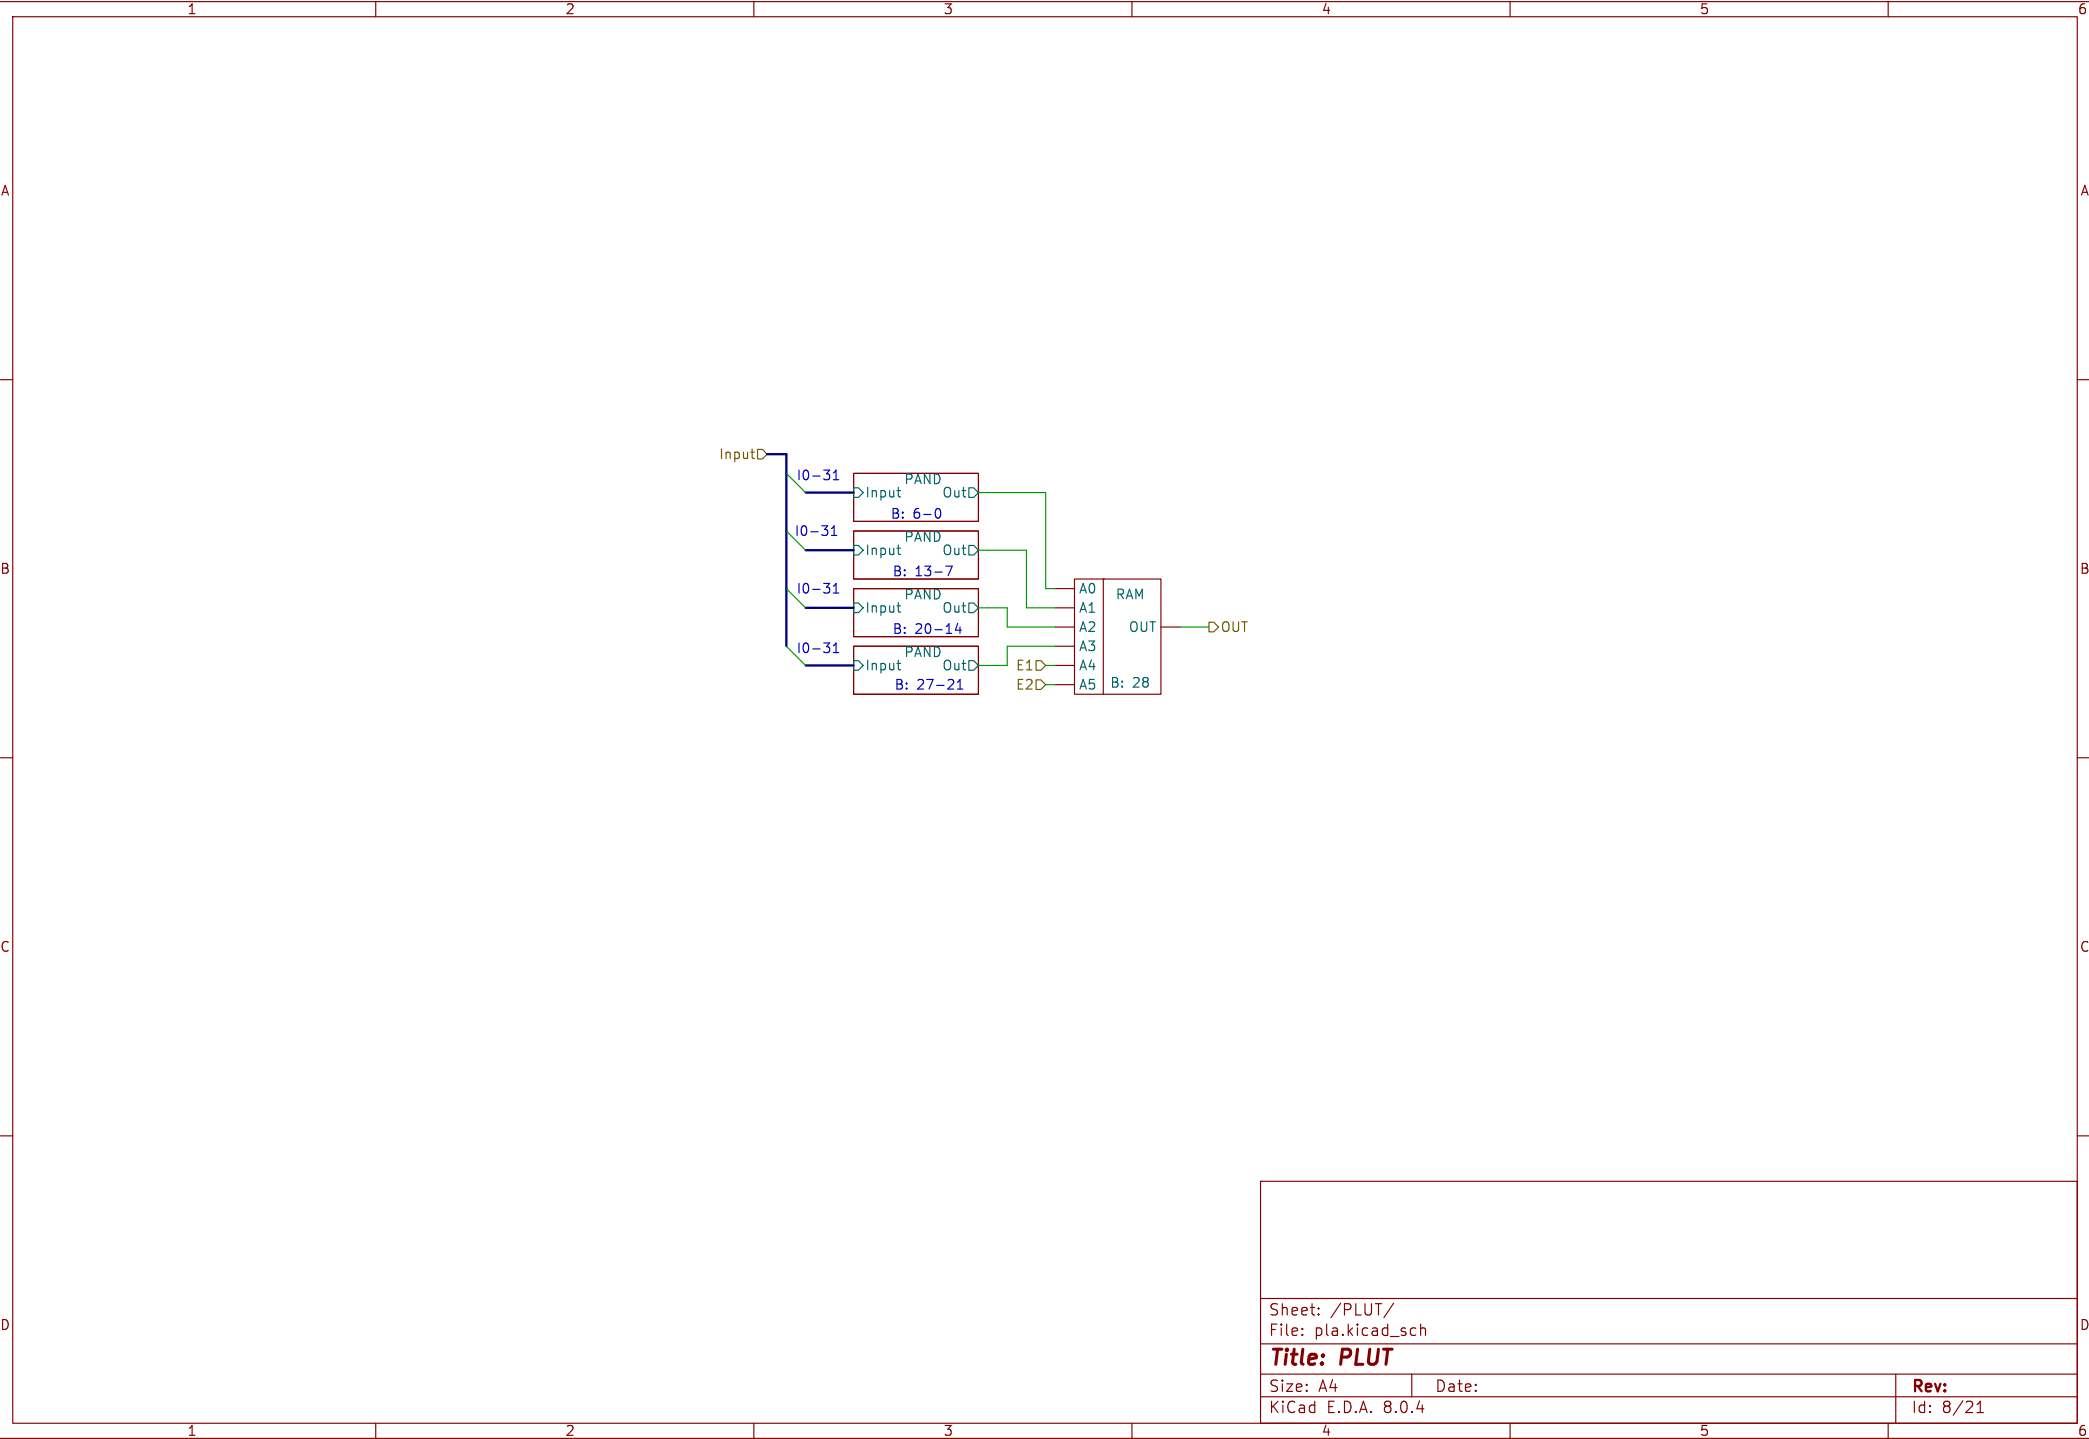 1 2 3 4 5 6
A A
Input
I0-31 PAND
Input Out
B: 6-0
I0-31 PAND
Input Out
B: 13-7
B B
I0-31 PAND
Input Out
B: 20-14
I0-31 PAND
Input Out
B: 27-21
A0 RAM
A1
A2 OUT OUT
A3
E1 A4
E2 A5 B: 28
C C
Sheet: /PLUT/
File: pla.kicad_sch
D D
Title: PLUT
Size: A4 Date: Rev:
KiCad E.D.A. 8.0.4 Id: 8/21
1 2 3 4 5 6